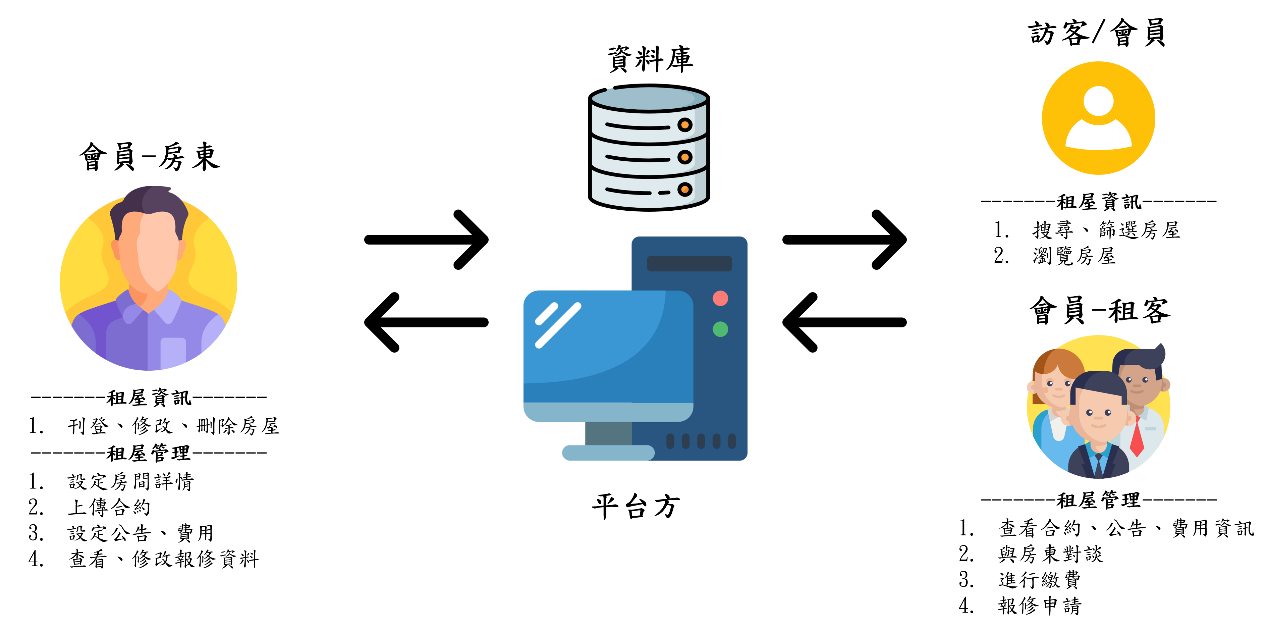 會員-房東
-------租屋資訊-------
1. 刊登、修改、刪除房屋
-------租屋管理-------
1. 設定房間詳情
2. 上傳合約
3. 設定公告、費用
4. 查看、修改報修資料
資料庫
平台方
訪客/會員
-------租屋資訊-------
1. 搜尋、篩選房屋
2. 瀏覽房屋
會員-租客
-------租屋管理-------
1. 查看合約、公告、費用資訊
2. 與房東對談
3. 進行繳費
4. 報修申請